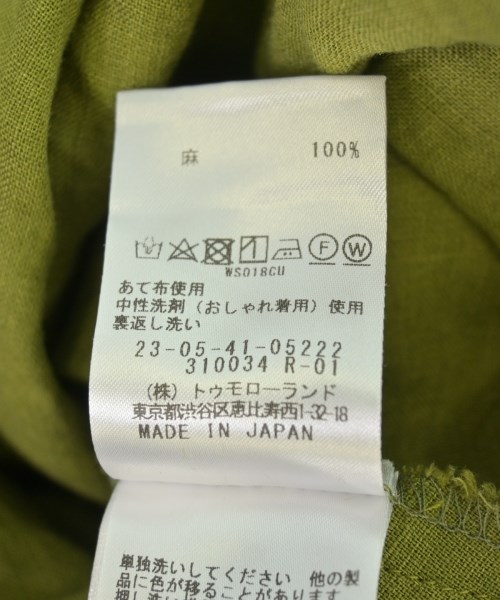 麻 100%
F W
WS018CU
あて布使用
中性洗剤（おしゃれ着用）使用
裏返し洗い
23-05-41-05222
310034 R-01
（株）トゥモローランド
東京都渋谷区恵比寿西1-32-18
MADE IN JAPAN
単独洗いしてください 他の製
品に色が移ることがありま
押し洗い